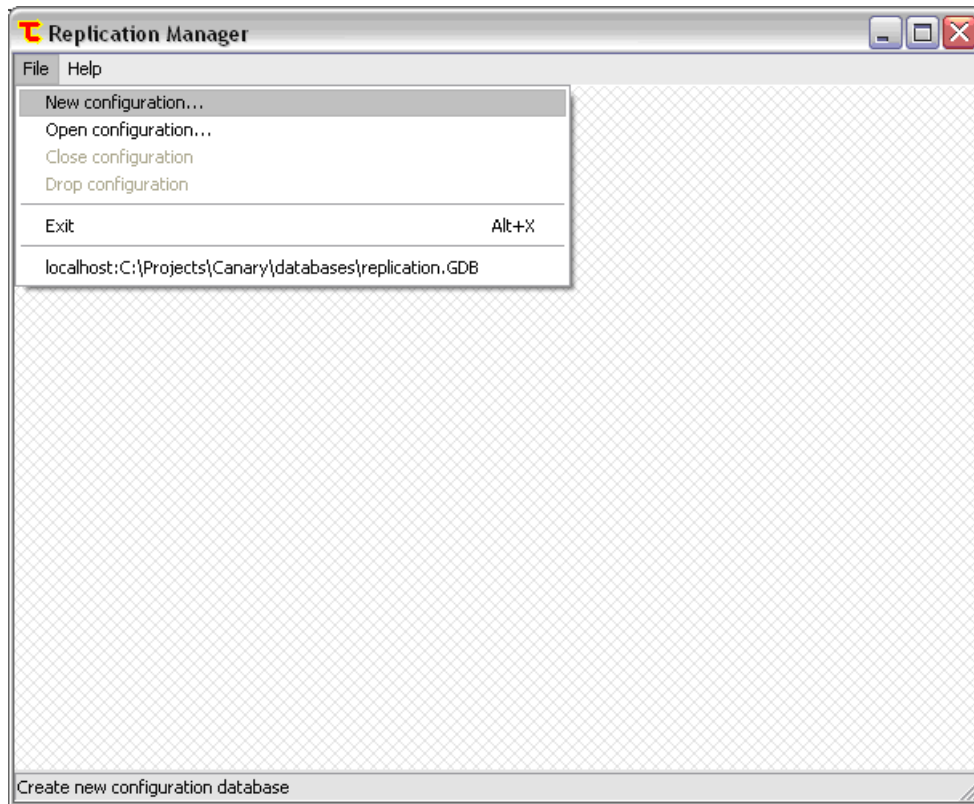 Replication Manager
File Help
New configuration...
Open configuration...
Close configuration
Drop configuration
Exit Alt+X
localhost:C:\Projects\Canary\databases\replication.GDB
Create new configuration database